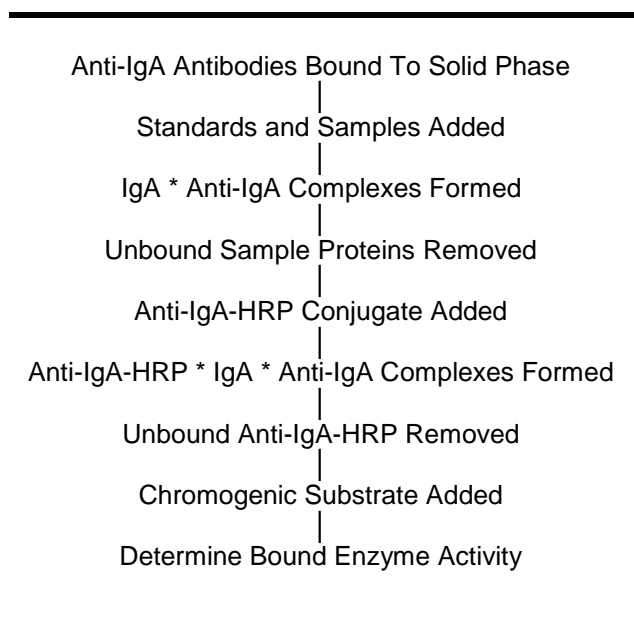 Anti-IgA Antibodies Bound To Solid Phase
Standards and Samples Added
IgA * Anti-IgA Complexes Formed
Unbound Sample Proteins Removed
Anti-IgA-HRP Conjugate Added
Anti-IgA-HRP * IgA * Anti-IgA Complexes Formed
Unbound Anti-IgA-HRP Removed
Chromogenic Substrate Added
Determine Bound Enzyme Activity